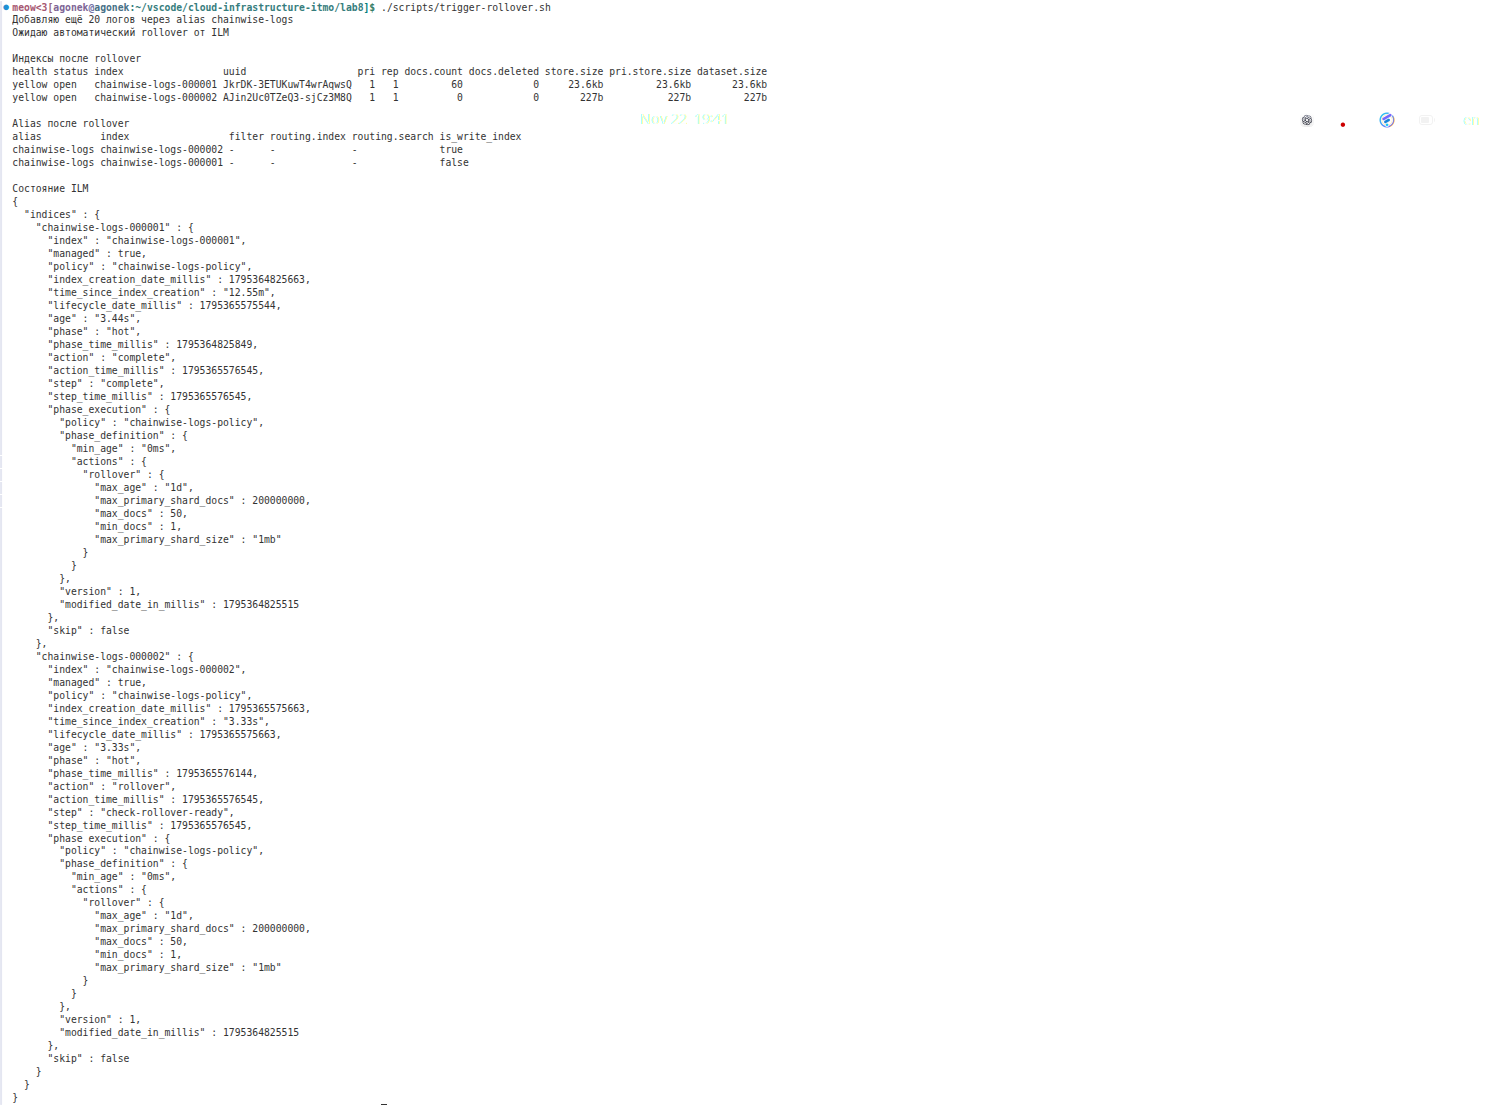 meow<3[agonek@agonek:~/vscode/cloud-infrastructure-itmo/lab8]$ ./scripts/trigger-rollover.sh
Добавляю ещё 20 логов через alias chainwise-logs
Ожидаю автоматический rollover от ILM

Индексы после rollover
health status index                 uuid                   pri rep docs.count docs.deleted store.size pri.store.size dataset.size
yellow open   chainwise-logs-000001 JkrDK-3ETUKuwT4wrAqwsQ   1   1         60            0     23.6kb         23.6kb       23.6kb
yellow open   chainwise-logs-000002 AJin2Uc0TZeQ3-sjCz3M8Q   1   1          0            0       227b           227b         227b
Nov 22 19:41
en

Alias после rollover
alias          index                 filter routing.index routing.search is_write_index
chainwise-logs chainwise-logs-000002 -      -             -              true
chainwise-logs chainwise-logs-000001 -      -             -              false

Состояние ILM
{
  "indices" : {
    "chainwise-logs-000001" : {
      "index" : "chainwise-logs-000001",
      "managed" : true,
      "policy" : "chainwise-logs-policy",
      "index_creation_date_millis" : 1795364825663,
      "time_since_index_creation" : "12.55m",
      "lifecycle_date_millis" : 1795365575544,
      "age" : "3.44s",
      "phase" : "hot",
      "phase_time_millis" : 1795364825849,
      "action" : "complete",
      "action_time_millis" : 1795365576545,
      "step" : "complete",
      "step_time_millis" : 1795365576545,
      "phase_execution" : {
        "policy" : "chainwise-logs-policy",
        "phase_definition" : {
          "min_age" : "0ms",
          "actions" : {
            "rollover" : {
              "max_age" : "1d",
              "max_primary_shard_docs" : 200000000,
              "max_docs" : 50,
              "min_docs" : 1,
              "max_primary_shard_size" : "1mb"
            }
          }
        },
        "version" : 1,
        "modified_date_in_millis" : 1795364825515
      },
      "skip" : false
    },
    "chainwise-logs-000002" : {
      "index" : "chainwise-logs-000002",
      "managed" : true,
      "policy" : "chainwise-logs-policy",
      "index_creation_date_millis" : 1795365575663,
      "time_since_index_creation" : "3.33s",
      "lifecycle_date_millis" : 1795365575663,
      "age" : "3.33s",
      "phase" : "hot",
      "phase_time_millis" : 1795365576144,
      "action" : "rollover",
      "action_time_millis" : 1795365576545,
      "step" : "check-rollover-ready",
      "step_time_millis" : 1795365576545,
      "phase execution" : {
        "policy" : "chainwise-logs-policy",
        "phase_definition" : {
          "min_age" : "0ms",
          "actions" : {
            "rollover" : {
              "max_age" : "1d",
              "max_primary_shard_docs" : 200000000,
              "max_docs" : 50,
              "min_docs" : 1,
              "max_primary_shard_size" : "1mb"
            }
          }
        },
        "version" : 1,
        "modified_date_in_millis" : 1795364825515
      },
      "skip" : false
    }
  }
}